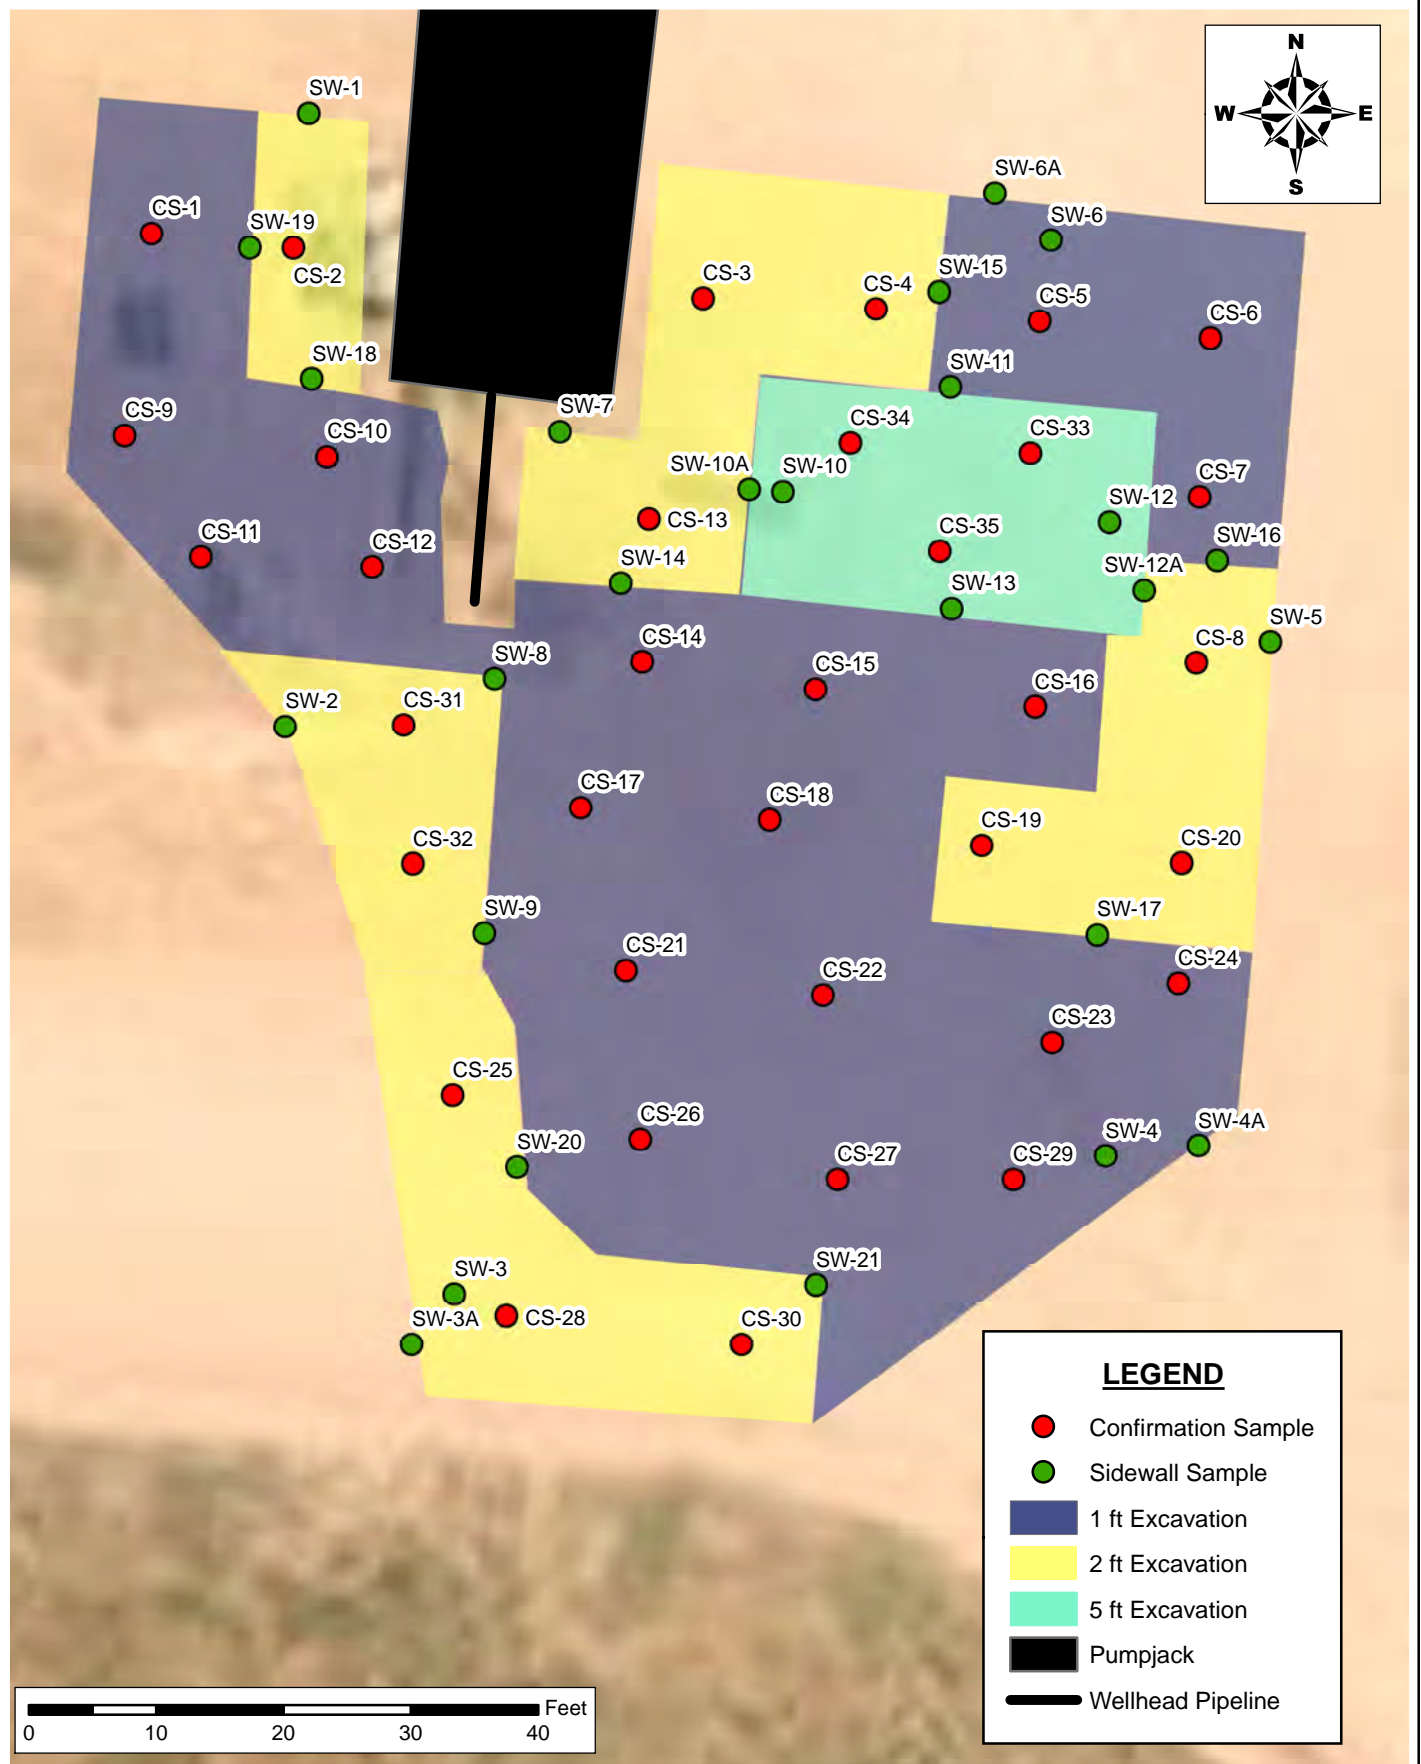 N
W E
S
SW-1
SW-6A
CS-1
SW-19
SW-6
CS-2
CS-3
SW-15
CS-4
CS-5
CS-6
SW-18
SW-11
SW-7
CS-9
CS-10
CS-34
CS-33
SW-10A
SW-10
CS-7
SW-12
CS-13
CS-11
CS-12
CS-35
SW-16
SW-14
SW-12A
SW-13
SW-5
CS-14
CS-8
SW-8
CS-15
CS-16
SW-2
CS-31
CS-17
CS-18
CS-19
CS-32
CS-20
SW-9
SW-17
CS-21
CS-22
CS-24
CS-23
CS-25
CS-26
SW-20
SW-4A
SW-4
CS-27
CS-29
SW-3
SW-21
SW-3A
CS-28
CS-30
LEGEND
Confirmation Sample
Sidewall Sample
1 ft Excavation
2 ft Excavation
5 ft Excavation
Pumpjack
Wellhead Pipeline
Feet
0 10 20 30 40